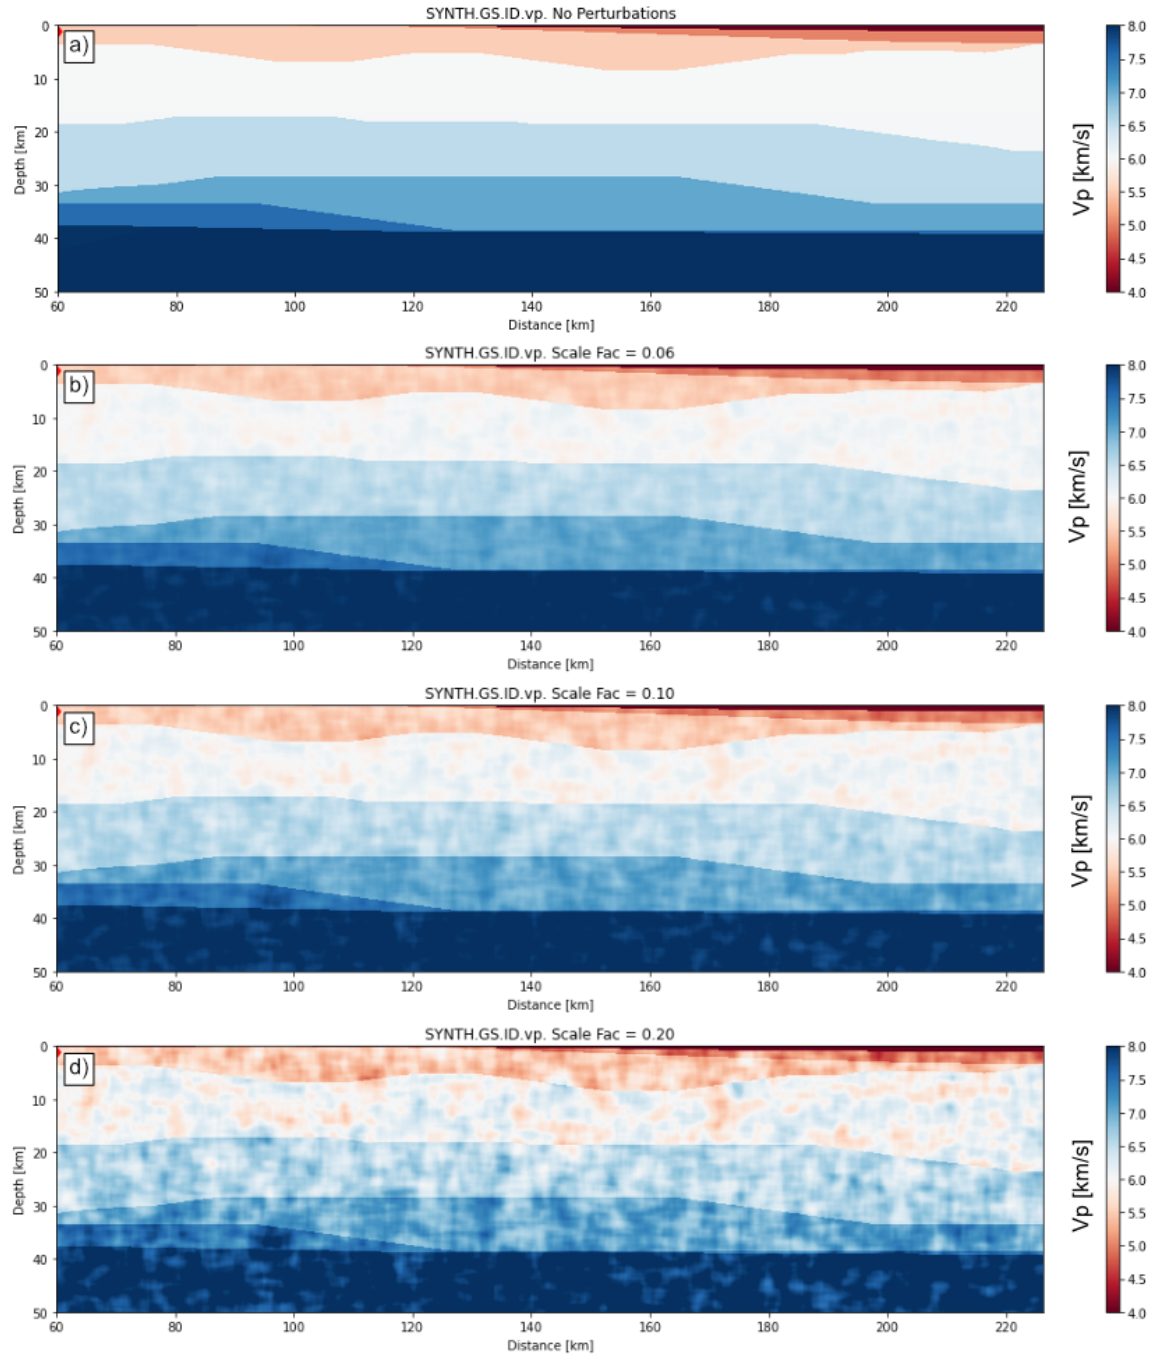 SYNTH.GS.ID.vp. No Perturbations
a)
0
10
20
30
40
50
Depth [km]
60 80 100 120 140 160 180 200 220
Distance [km]
8.0
7.5
7.0
6.5
6.0
5.5
5.0
4.5
4.0
Vp [km/s]
SYNTH.GS.ID.vp. Scale Fac = 0.06
b)
0
10
20
30
40
50
Depth [km]
60 80 100 120 140 160 180 200 220
Distance [km]
8.0
7.5
7.0
6.5
6.0
5.5
5.0
4.5
4.0
Vp [km/s]
SYNTH.GS.ID.vp. Scale Fac = 0.10
c)
0
10
20
30
40
50
Depth [km]
60 80 100 120 140 160 180 200 220
Distance [km]
8.0
7.5
7.0
6.5
6.0
5.5
5.0
4.5
4.0
Vp [km/s]
SYNTH.GS.ID.vp. Scale Fac = 0.20
d)
0
10
20
30
40
50
Depth [km]
60 80 100 120 140 160 180 200 220
Distance [km]
8.0
7.5
7.0
6.5
6.0
5.5
5.0
4.5
4.0
Vp [km/s]